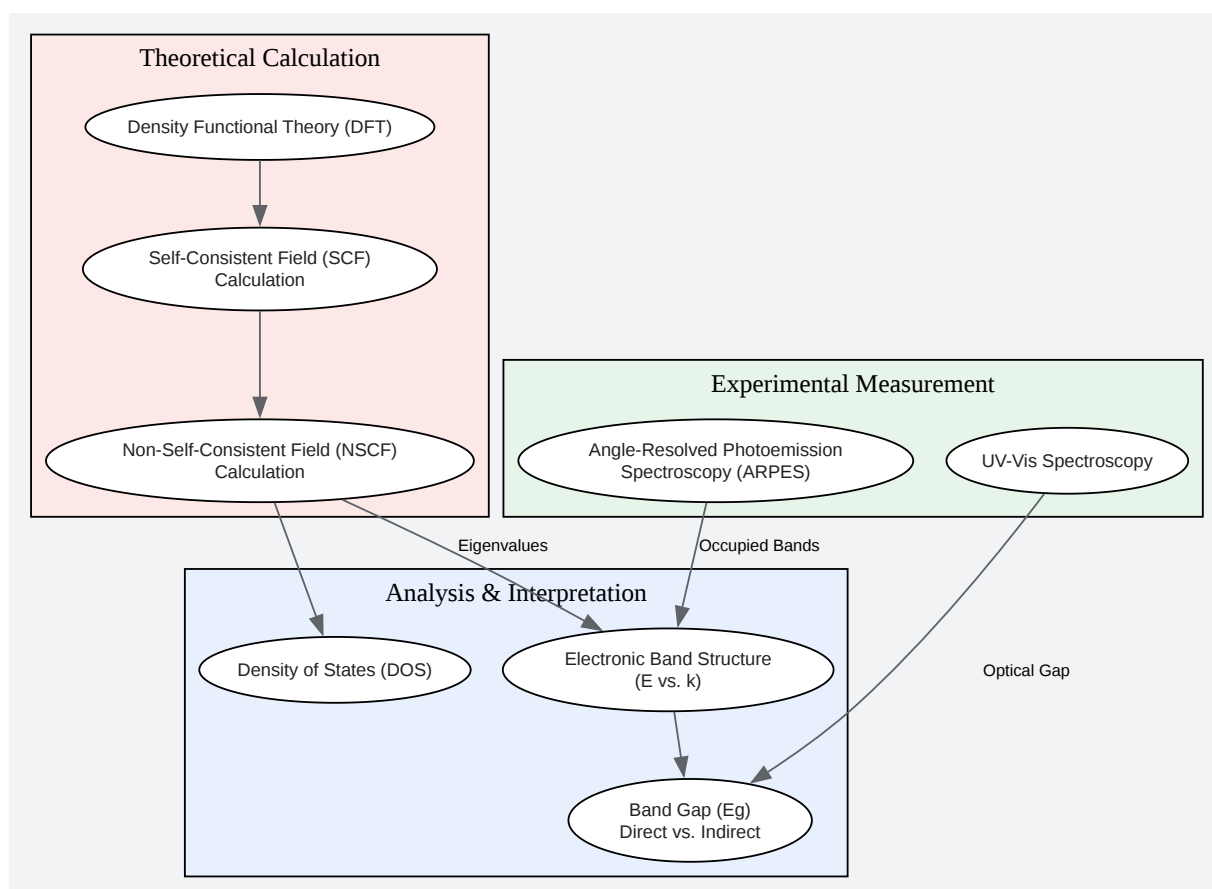 Theoretical Calculation
Density Functional Theory (DFT)
Self-Consistent Field (SCF)
Calculation
Non-Self-Consistent Field (NSCF)
Calculation
Experimental Measurement
Angle-Resolved Photoemission
Spectroscopy (ARPES)
UV-Vis Spectroscopy
Eigenvalues
Occupied Bands
Analysis & Interpretation
Density of States (DOS)
Electronic Band Structure
(E vs. k)
Optical Gap
Band Gap (Eg)
Direct vs. Indirect